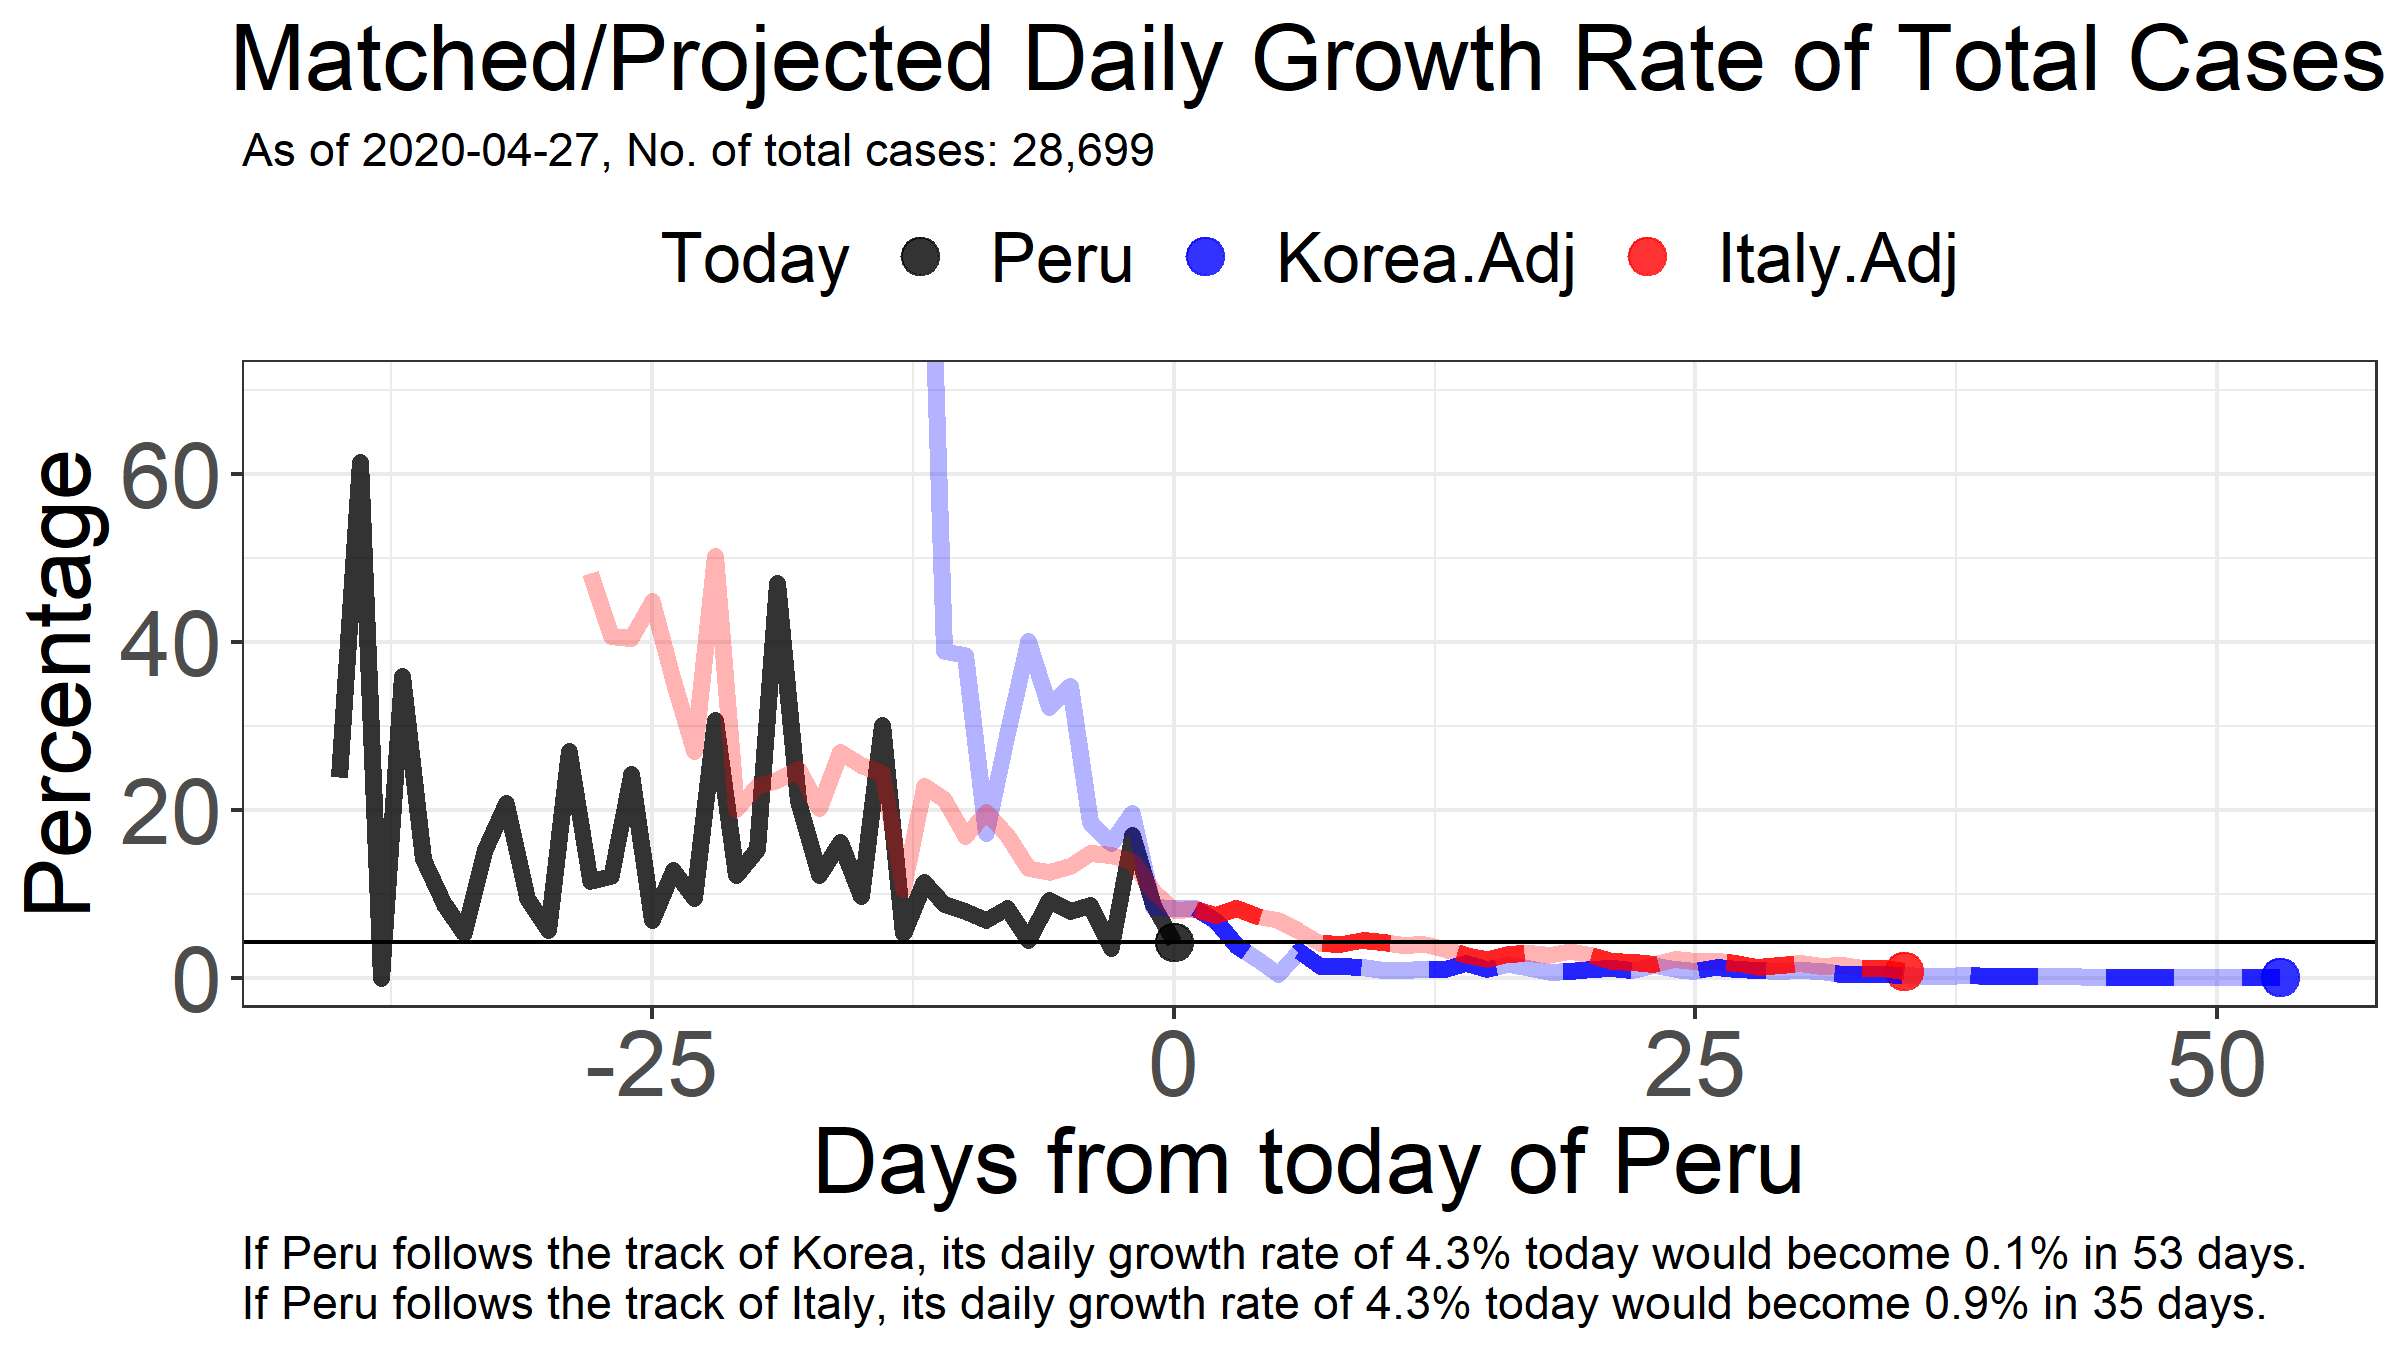 Matched/Projected Daily Growth Rate of Total Cases
As of 2020-04-27, No. of total cases: 28,699
Today Peru Korea.Adj Italy.Adj
Percentage
60
40
20
0
-25 0 25 50
Days from today of Peru
If Peru follows the track of Korea, its daily growth rate of 4.3% today would become 0.1% in 53 days.
If Peru follows the track of Italy, its daily growth rate of 4.3% today would become 0.9% in 35 days.